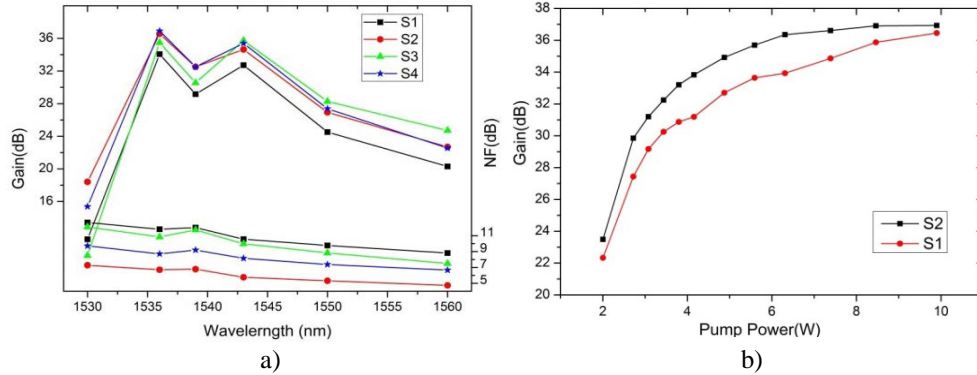 S1
S2
S3
S4
Gain(dB)
36
32
28
24
20
16
NF(dB)
11
9
7
5
1530 1535 1540 1545 1550 1555 1560
Wavelerngth (nm)
a)
Gain(dB)
38
36
34
32
30
28
26
24
22
20
S2
S1
2 4 6 8 10
Pump Power(W)
b)